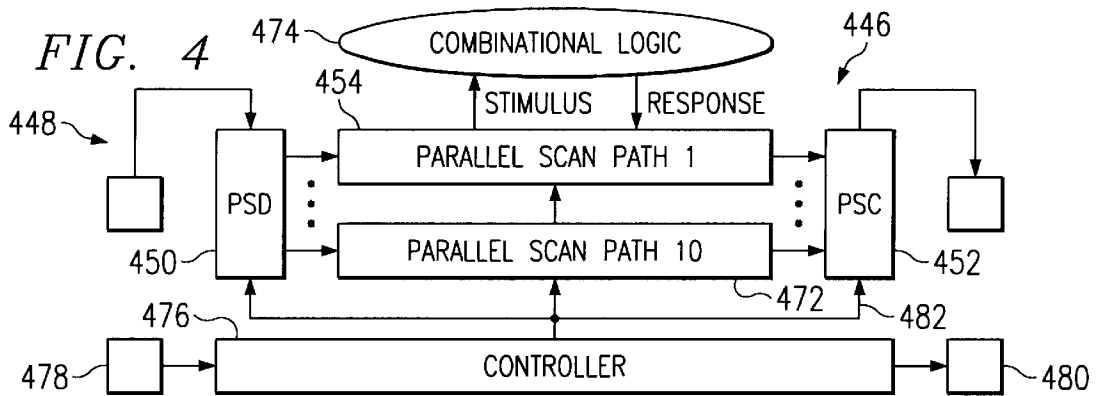 FIG. 4
474
COMBINATIONAL LOGIC
446
454
STIMULUS
RESPONSE
448
PARALLEL SCAN PATH 1
PSD
PSC
PARALLEL SCAN PATH 10
450
452
472
476
482
CONTROLLER
478
480